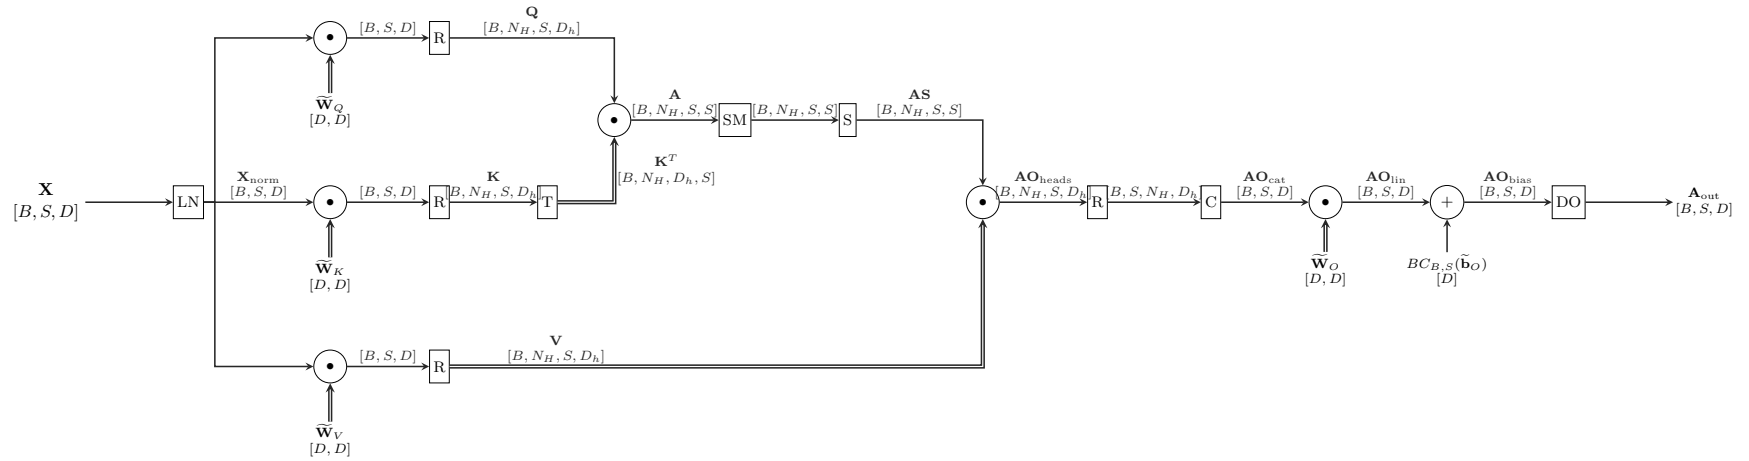 X
[B, S, D]
LN
X_norm
[B, S, D]
•
W̃_Q
[D, D]
[B, S, D]
R
Q
[B, N_H, S, D_h]
•
W̃_K
[D, D]
[B, S, D]
R
K
[B, N_H, S, D_h]
T
K^T
[B, N_H, D_h, S]
•
W̃_V
[D, D]
[B, S, D]
R
V
[B, N_H, S, D_h]
•
A
[B, N_H, S, S]
SM
[B, N_H, S, S]
S
AS
[B, N_H, S, S]
•
AO_heads
[B, N_H, S, D_h]
R
[B, S, N_H, D_h]
C
AO_cat
[B, S, D]
•
W̃_O
[D, D]
AO_lin
[B, S, D]
+
BC_{B,S}(b̃_O)
[D]
AO_bias
[B, S, D]
DO
A_out
[B, S, D]